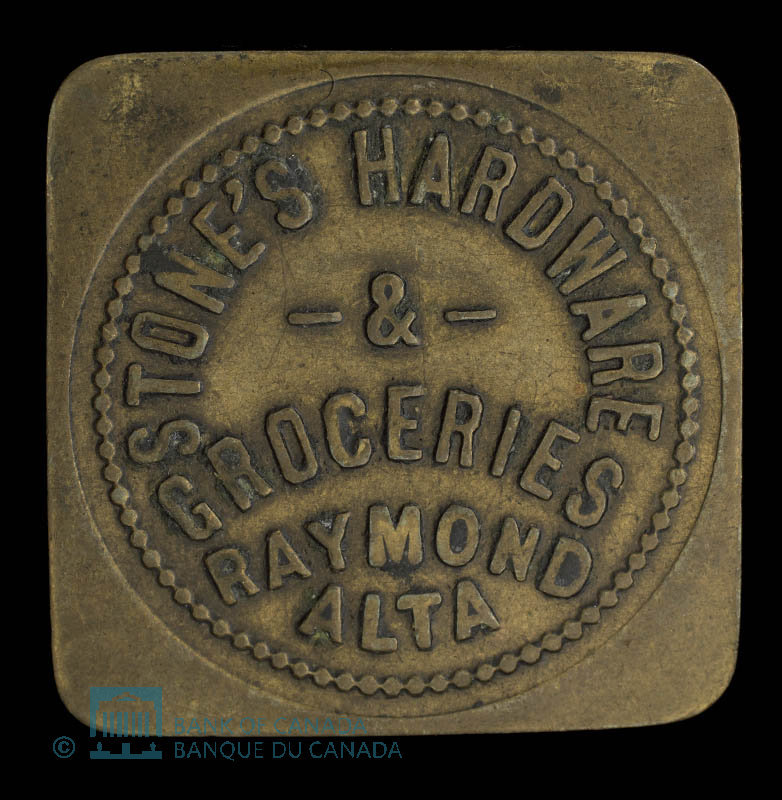 STONE'S HARDWARE
- & -
GROCERIES
RAYMOND
ALTA
© BANK OF CANADA
BANQUE DU CANADA